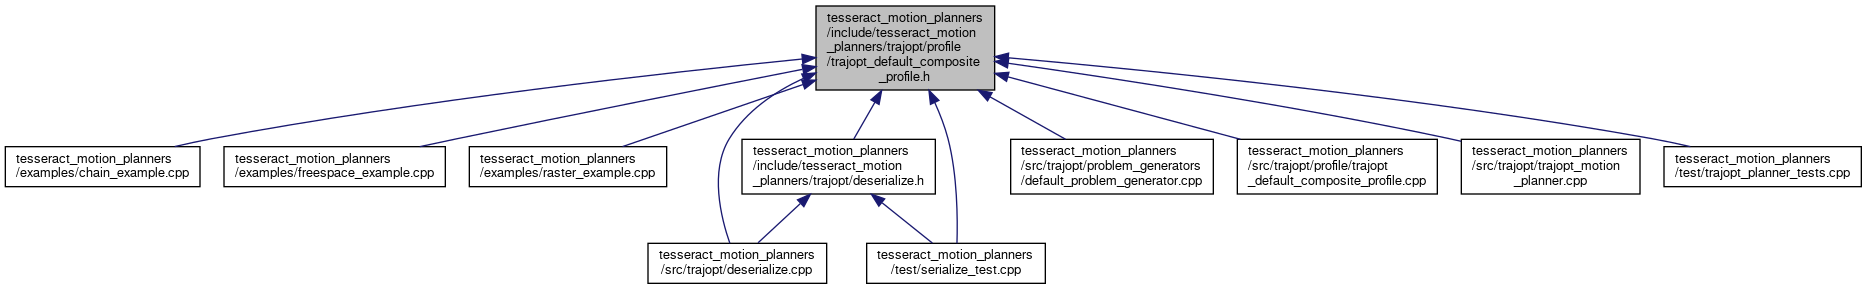 tesseract_motion_planners
/include/tesseract_motion
_planners/trajopt/profile
/trajopt_default_composite
_profile.h
tesseract_motion_planners
/examples/chain_example.cpp
tesseract_motion_planners
/examples/freespace_example.cpp
tesseract_motion_planners
/examples/raster_example.cpp
tesseract_motion_planners
/include/tesseract_motion
_planners/trajopt/deserialize.h
tesseract_motion_planners
/src/trajopt/problem_generators
/default_problem_generator.cpp
tesseract_motion_planners
/src/trajopt/profile/trajopt
_default_composite_profile.cpp
tesseract_motion_planners
/src/trajopt/trajopt_motion
_planner.cpp
tesseract_motion_planners
/test/trajopt_planner_tests.cpp
tesseract_motion_planners
/src/trajopt/deserialize.cpp
tesseract_motion_planners
/test/serialize_test.cpp